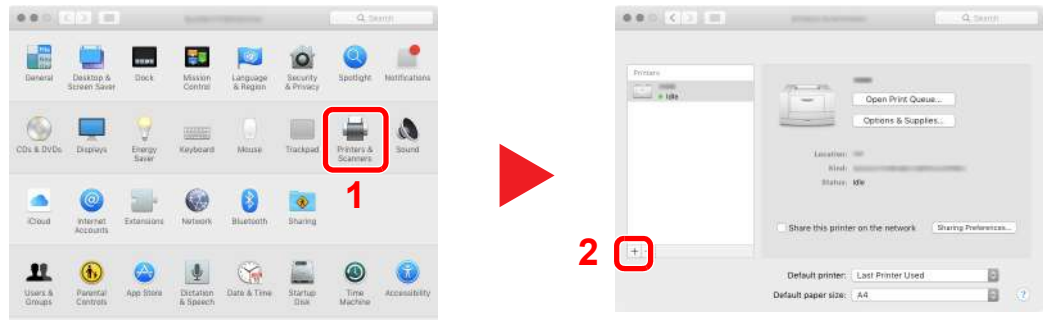 Search
General Desktop & Screen Saver Dock Mission Control Language & Region Security & Privacy Spotlight Notifications
CDs & DVDs Displays Energy Saver Keyboard Mouse Trackpad Printers & Scanners Sound
1
iCloud Internet Accounts Extensions Network Bluetooth Sharing
Users & Groups Parental Controls App Store Dictation & Speech Date & Time Startup Disk Time Machine Accessibility
Search
Printers
Idle
Open Print Queue...
Options & Supplies...
Location:
Kind:
Status: Idle
Share this printer on the network Sharing Preferences...
2 +
Default printer: Last Printer Used
Default paper size: A4 ?